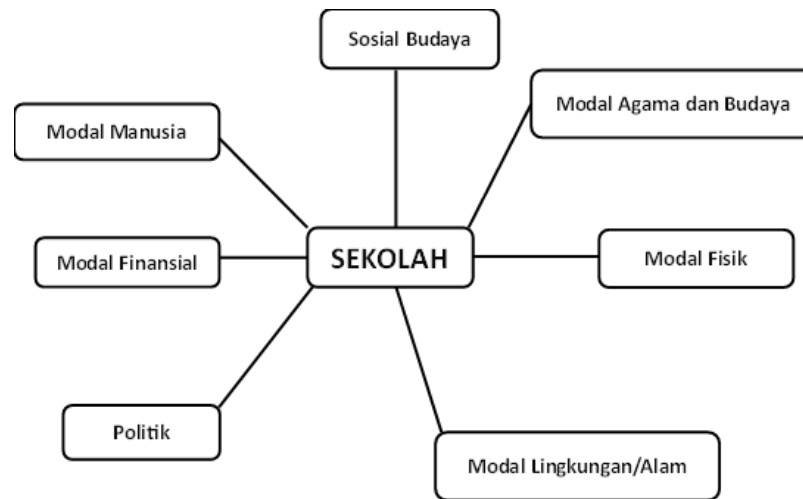 Sosial Budaya
Modal Agama dan Budaya
Modal Manusia
SEKOLAH
Modal Finansial
Modal Fisik
Politik
Modal Lingkungan/Alam